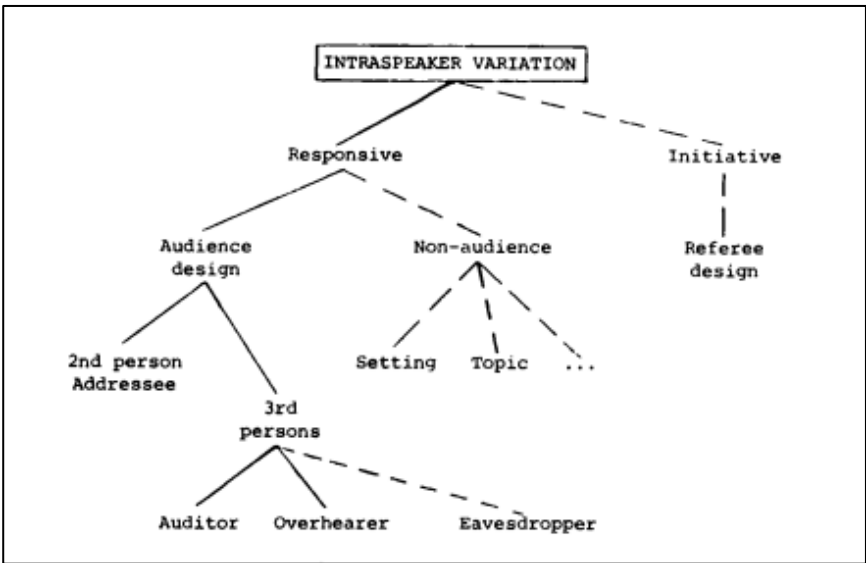 INTRASPEAKER VARIATION
Responsive
Initiative
Audience
design
Non-audience
Referee
design
2nd person
Addressee
Setting
Topic
...
3rd
persons
Auditor
Overhearer
Eavesdropper